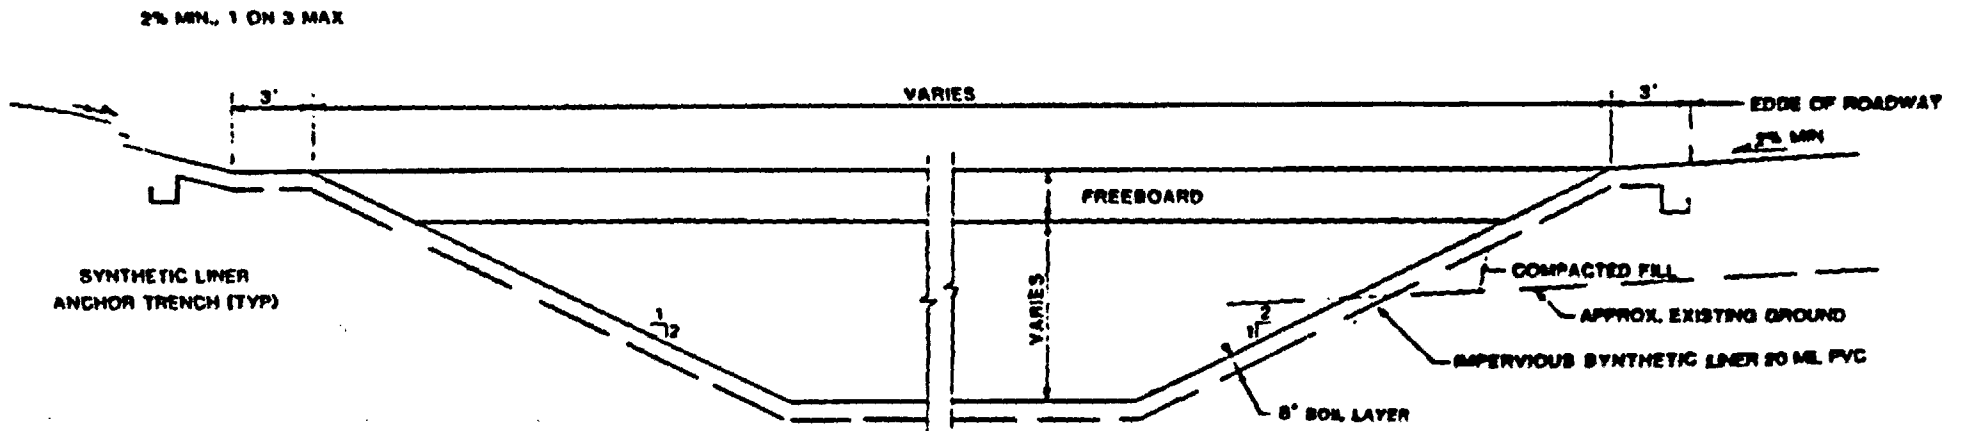 2% MIN., 1 ON 3 MAX
3'
VARIES
3'
EDGE OF ROADWAY
2% MIN
FREEBOARD
SYNTHETIC LINER
ANCHOR TRENCH (TYP)
COMPACTED FILL
VARIES
1
2
2
1
APPROX. EXISTING GROUND
IMPERVIOUS SYNTHETIC LINER 20 MIL PVC
SOIL LAYER